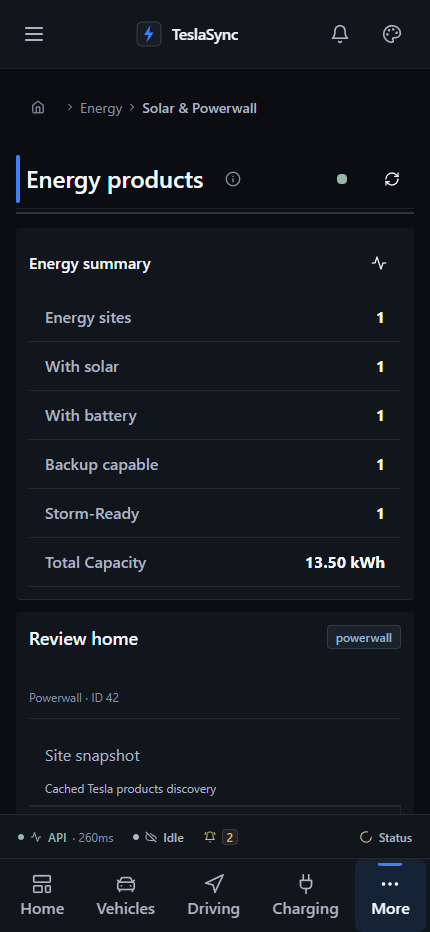 TeslaSync
Energy
Solar & Powerwall
Energy products
Energy summary
Energy sites 1
With solar 1
With battery 1
Backup capable 1
Storm-Ready 1
Total Capacity 13.50 kWh
Review home powerwall
Powerwall · ID 42
Site snapshot
Cached Tesla products discovery
API · 260ms Idle 2 Status
Home Vehicles Driving Charging More